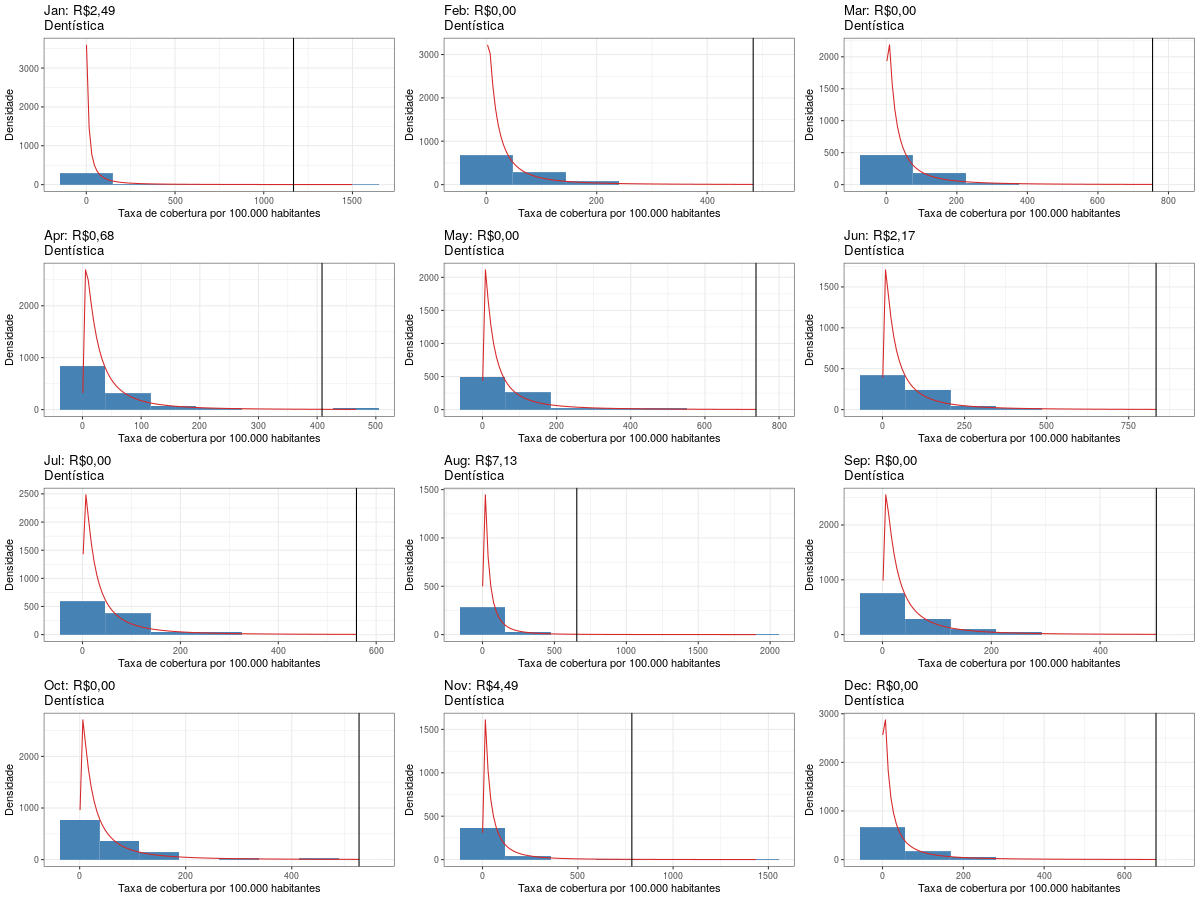 Jan: R$2,49
Dentística
Densidade
3000
2000
1000
0
0
500
1000
1500
Taxa de cobertura por 100.000 habitantes
Feb: R$0,00
Dentística
Densidade
3000
2000
1000
0
0
200
400
Taxa de cobertura por 100.000 habitantes
Mar: R$0,00
Dentística
Densidade
2000
1500
1000
500
0
0
200
400
600
800
Taxa de cobertura por 100.000 habitantes
Apr: R$0,68
Dentística
Densidade
2000
1000
0
0
100
200
300
400
500
Taxa de cobertura por 100.000 habitantes
May: R$0,00
Dentística
Densidade
2000
1500
1000
500
0
0
200
400
600
800
Taxa de cobertura por 100.000 habitantes
Jun: R$2,17
Dentística
Densidade
1500
1000
500
0
0
250
500
750
Taxa de cobertura por 100.000 habitantes
Jul: R$0,00
Dentística
Densidade
2500
2000
1500
1000
500
0
0
200
400
600
Taxa de cobertura por 100.000 habitantes
Aug: R$7,13
Dentística
Densidade
1500
1000
500
0
0
500
1000
1500
2000
Taxa de cobertura por 100.000 habitantes
Sep: R$0,00
Dentística
Densidade
2000
1000
0
0
200
400
Taxa de cobertura por 100.000 habitantes
Oct: R$0,00
Dentística
Densidade
2000
1000
0
0
200
400
Taxa de cobertura por 100.000 habitantes
Nov: R$4,49
Dentística
Densidade
1500
1000
500
0
0
500
1000
1500
Taxa de cobertura por 100.000 habitantes
Dec: R$0,00
Dentística
Densidade
3000
2000
1000
0
0
200
400
600
Taxa de cobertura por 100.000 habitantes